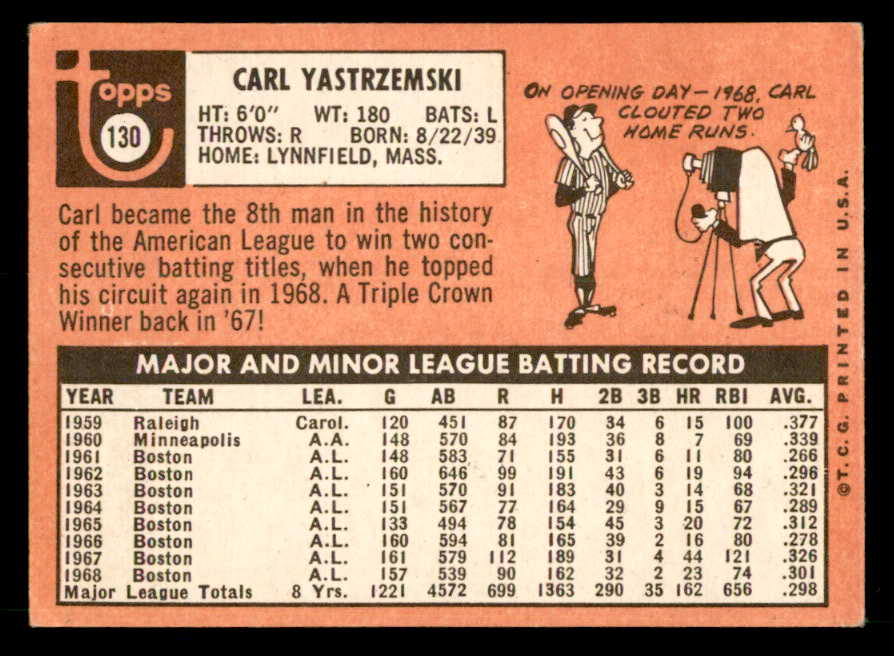 topps
130
CARL YASTRZEMSKI
HT: 6'0" WT: 180 BATS: L
THROWS: R BORN: 8/22/39
HOME: LYNNFIELD, MASS.
ON OPENING DAY—1968, CARL
CLOUTED TWO
HOME RUNS.
Carl became the 8th man in the history
of the American League to win two con-
secutive batting titles, when he topped
his circuit again in 1968. A Triple Crown
Winner back in '67!
MAJOR AND MINOR LEAGUE BATTING RECORD
YEAR TEAM LEA. G AB R H 2B 3B HR RBI AVG.
1959 Raleigh Carol. 120 451 87 170 34 6 15 100 .377
1960 Minneapolis A.A. 148 570 84 193 36 8 7 69 .339
1961 Boston A.L. 148 583 71 155 31 6 11 80 .266
1962 Boston A.L. 160 646 99 191 43 6 19 94 .296
1963 Boston A.L. 151 570 91 183 40 3 14 68 .321
1964 Boston A.L. 151 567 77 164 29 9 15 67 .289
1965 Boston A.L. 133 494 78 154 45 3 20 72 .312
1966 Boston A.L. 160 594 81 165 39 2 16 80 .278
1967 Boston A.L. 161 579 112 189 31 4 44 121 .326
1968 Boston A.L. 157 539 90 162 32 2 23 74 .301
Major League Totals 8 Yrs. 1221 4572 699 1363 290 35 162 656 .298
©T.C.G. PRINTED IN U.S.A.